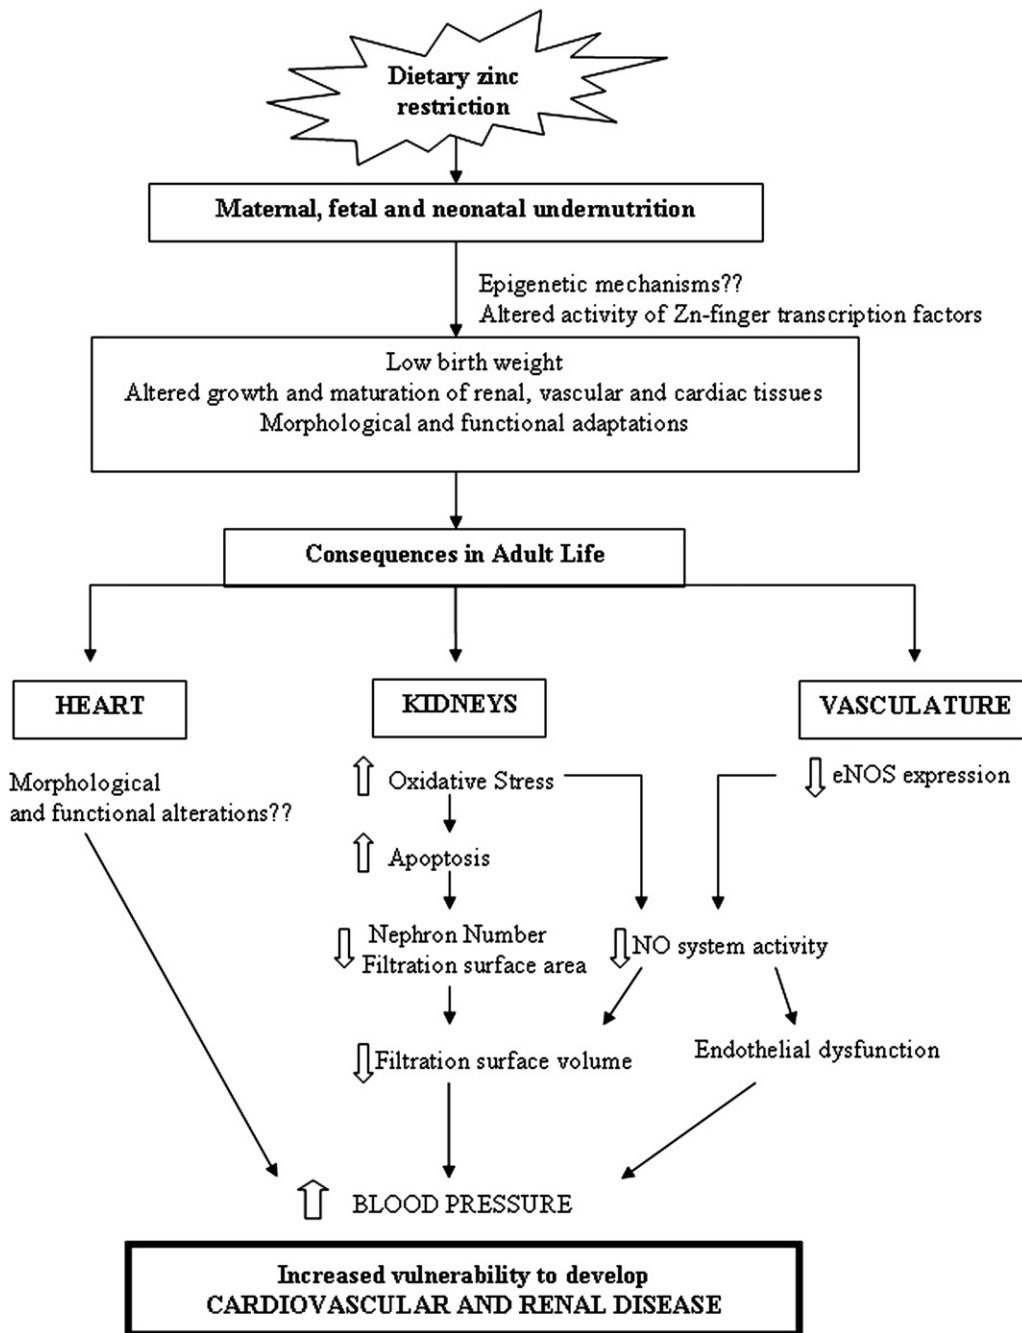 Dietary zinc
restriction
Maternal, fetal and neonatal undernutrition
Epigenetic mechanisms??
Altered activity of Zn-finger transcription factors
Low birth weight
Altered growth and maturation of renal, vascular and cardiac tissues
Morphological and functional adaptations
Consequences in Adult Life
HEART
KIDNEYS
VASCULATURE
Morphological
and functional alterations??
Oxidative Stress
eNOS expression
Apoptosis
Nephron Number
Filtration surface area
NO system activity
Filtration surface volume
Endothelial dysfunction
BLOOD PRESSURE
Increased vulnerability to develop
CARDIOVASCULAR AND RENAL DISEASE